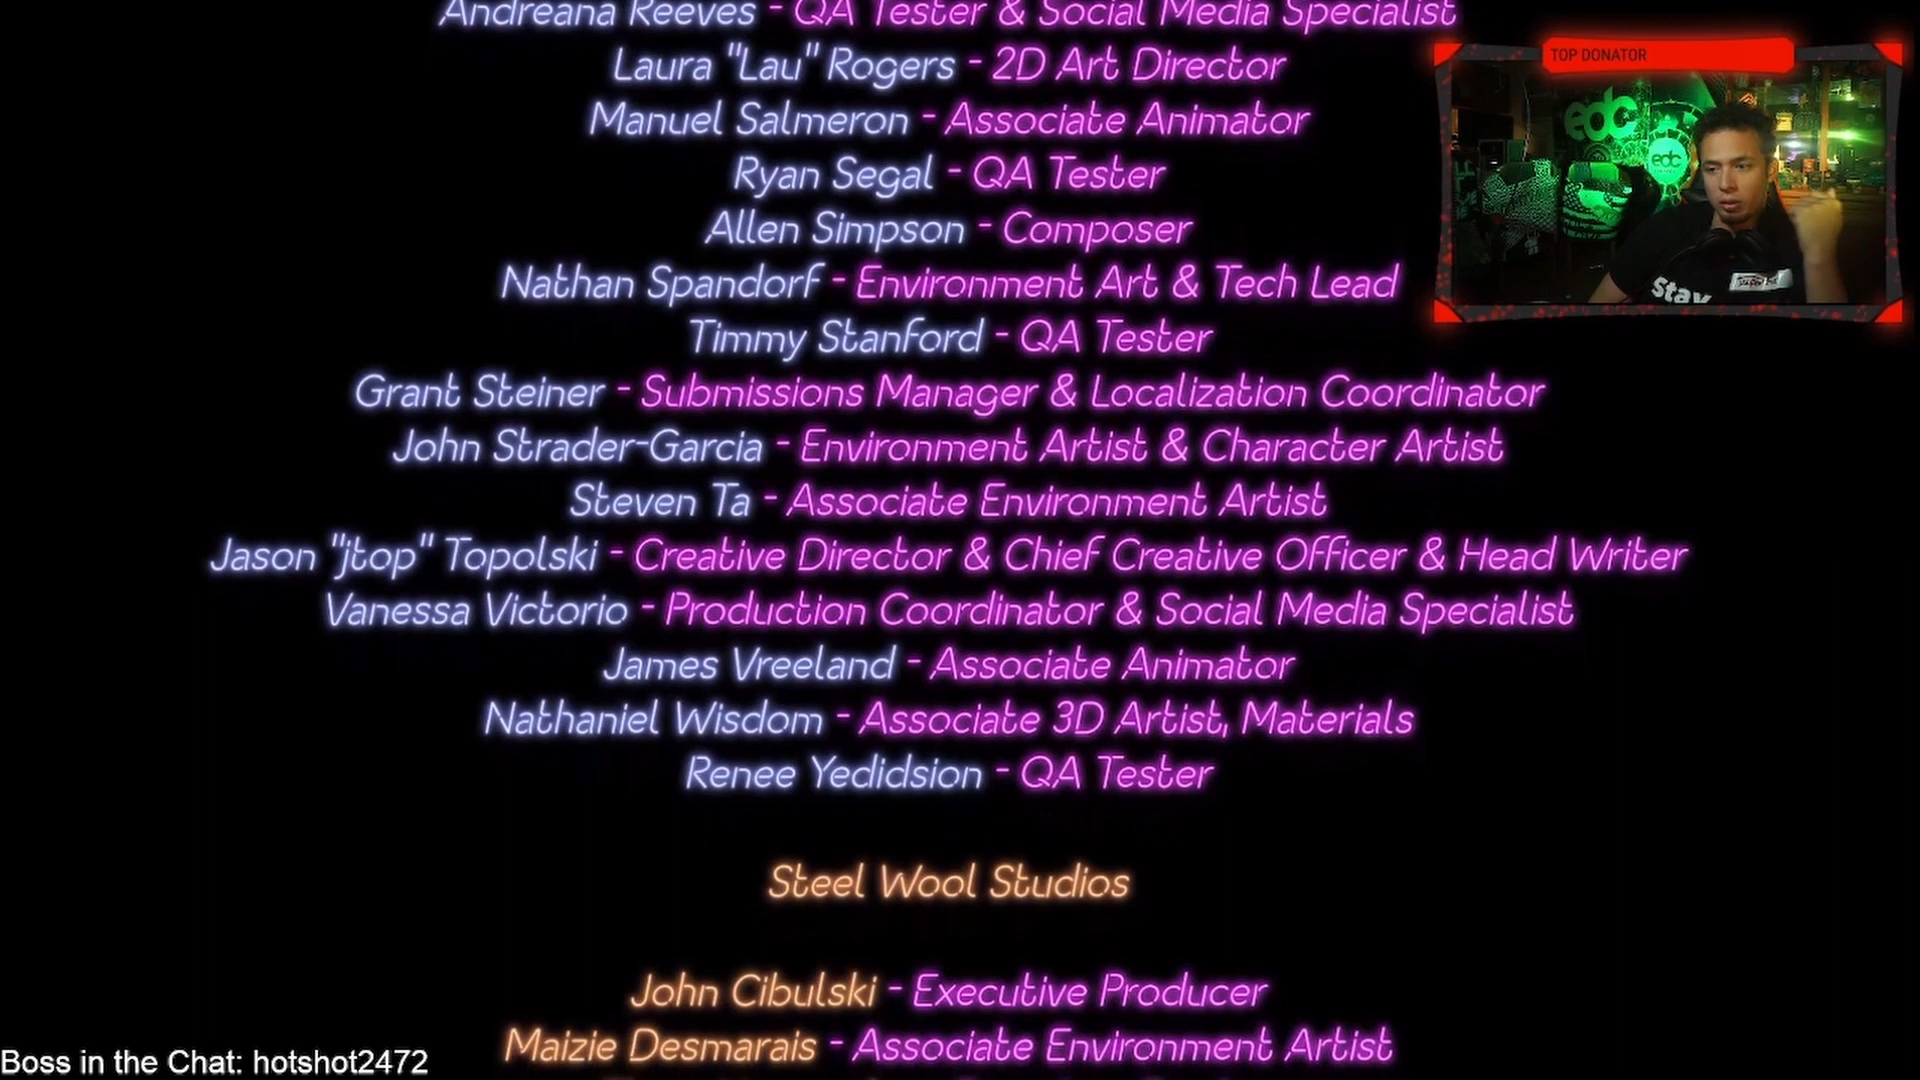 Andreana Reeves - QA Tester & Social Media Specialist
Laura "Lau" Rogers - 2D Art Director
Manuel Salmeron - Associate Animator
Ryan Segal - QA Tester
Allen Simpson - Composer
Nathan Spandorf - Environment Art & Tech Lead
Timmy Stanford - QA Tester
Grant Steiner - Submissions Manager & Localization Coordinator
John Strader-Garcia - Environment Artist & Character Artist
Steven Ta - Associate Environment Artist
Jason "jtop" Topolski - Creative Director & Chief Creative Officer & Head Writer
Vanessa Victorio - Production Coordinator & Social Media Specialist
James Vreeland - Associate Animator
Nathaniel Wisdom - Associate 3D Artist, Materials
Renee Yedidsion - QA Tester
Steel Wool Studios
John Cibulski - Executive Producer
Maizie Desmarais - Associate Environment Artist
TOP DONATOR
edc
edc
Stay
Boss in the Chat: hotshot2472